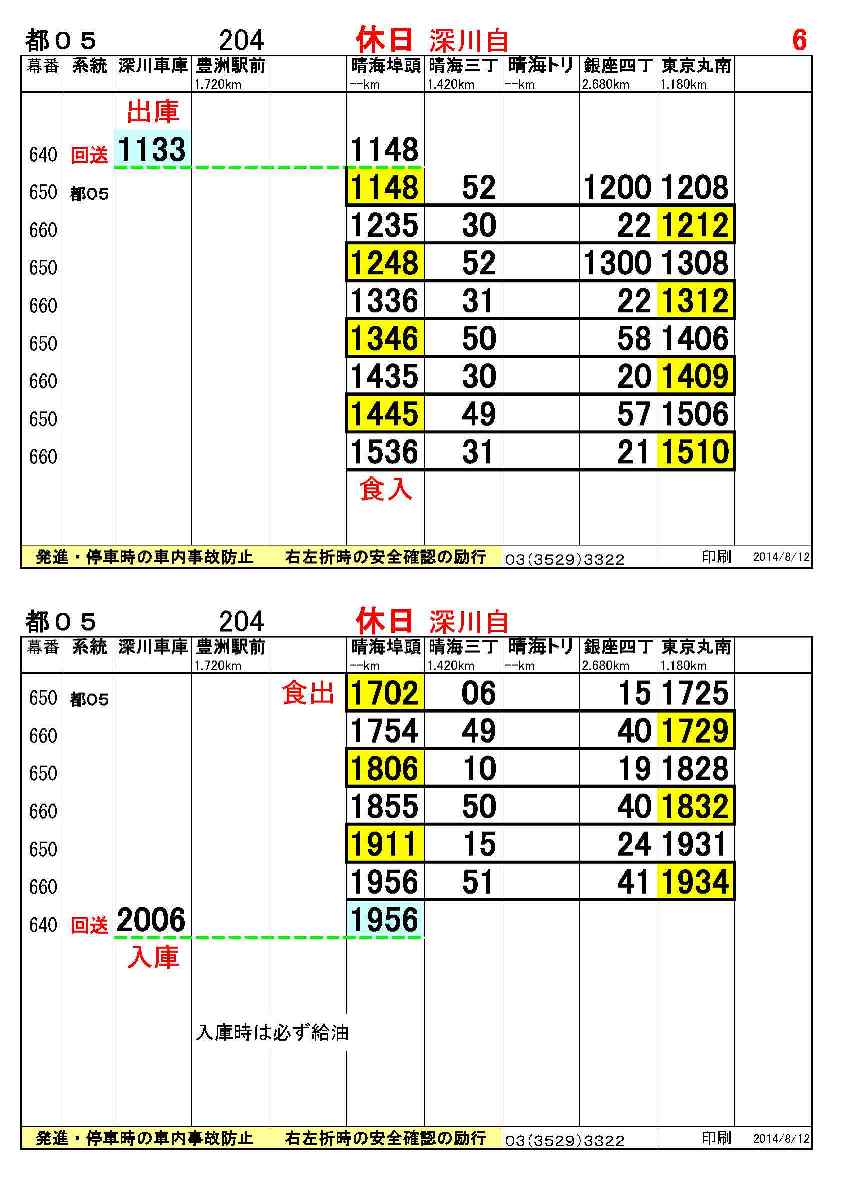 都05 204 休日 深川自 6
幕番 系統 深川車庫 豊洲駅前 晴海埠頭 晴海三丁 晴海トリ 銀座四丁 東京丸南
1.720km --km 1.420km --km 2.680km 1.180km
出庫
640 回送 1133 1148
650 都05 1148 52 1200 1208
660 1235 30 22 1212
650 1248 52 1300 1308
660 1336 31 22 1312
650 1346 50 58 1406
660 1435 30 20 1409
650 1445 49 57 1506
660 1536 31 21 1510
食入
発進・停車時の車内事故防止 右左折時の安全確認の励行 03(3529)3322 印刷 2014/8/12
都05 204 休日 深川自
幕番 系統 深川車庫 豊洲駅前 晴海埠頭 晴海三丁 晴海トリ 銀座四丁 東京丸南
1.720km --km 1.420km --km 2.680km 1.180km
650 都05 食出 1702 06 15 1725
660 1754 49 40 1729
650 1806 10 19 1828
660 1855 50 40 1832
650 1911 15 24 1931
660 1956 51 41 1934
640 回送 2006 1956
入庫
入庫時は必ず給油
発進・停車時の車内事故防止 右左折時の安全確認の励行 03(3529)3322 印刷 2014/8/12